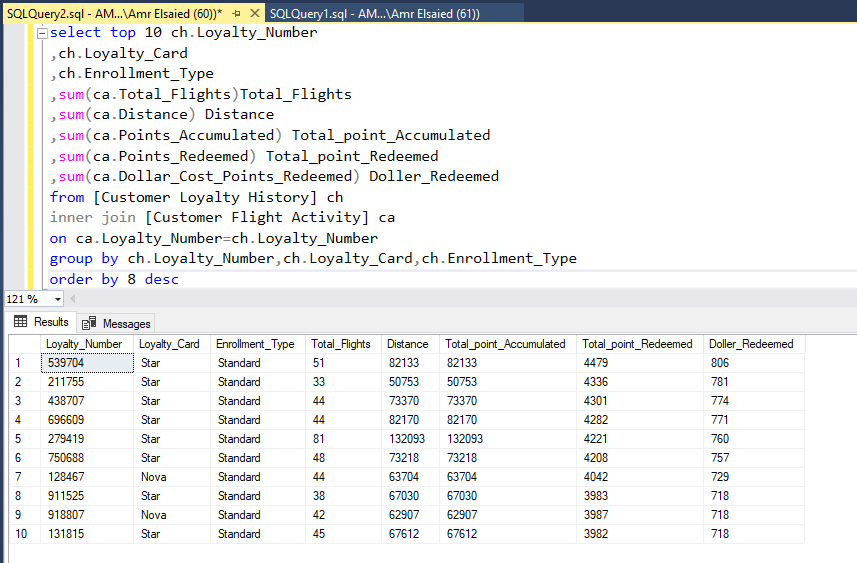 SQLQuery2.sql - AM...\Amr Elsaied (60))* SQLQuery1.sql - AM...\Amr Elsaied (61))
select top 10 ch.Loyalty_Number
,ch.Loyalty_Card
,ch.Enrollment_Type
,sum(ca.Total_Flights)Total_Flights
,sum(ca.Distance) Distance
,sum(ca.Points_Accumulated) Total_point_Accumulated
,sum(ca.Points_Redeemed) Total_point_Redeemed
,sum(ca.Dollar_Cost_Points_Redeemed) Doller_Redeemed
from [Customer Loyalty History] ch
inner join [Customer Flight Activity] ca
on ca.Loyalty_Number=ch.Loyalty_Number
group by ch.Loyalty_Number,ch.Loyalty_Card,ch.Enrollment_Type
order by 8 desc
121 %
Results Messages
Loyalty_Number Loyalty_Card Enrollment_Type Total_Flights Distance Total_point_Accumulated Total_point_Redeemed Doller_Redeemed
1 539704 Star Standard 51 82133 82133 4479 806
2 211755 Star Standard 33 50753 50753 4336 781
3 438707 Star Standard 44 73370 73370 4301 774
4 696609 Star Standard 44 82170 82170 4282 771
5 279419 Star Standard 81 132093 132093 4221 760
6 750688 Star Standard 48 73218 73218 4208 757
7 128467 Nova Standard 44 63704 63704 4042 729
8 911525 Star Standard 38 67030 67030 3983 718
9 918807 Nova Standard 42 62907 62907 3987 718
10 131815 Star Standard 45 67612 67612 3982 718